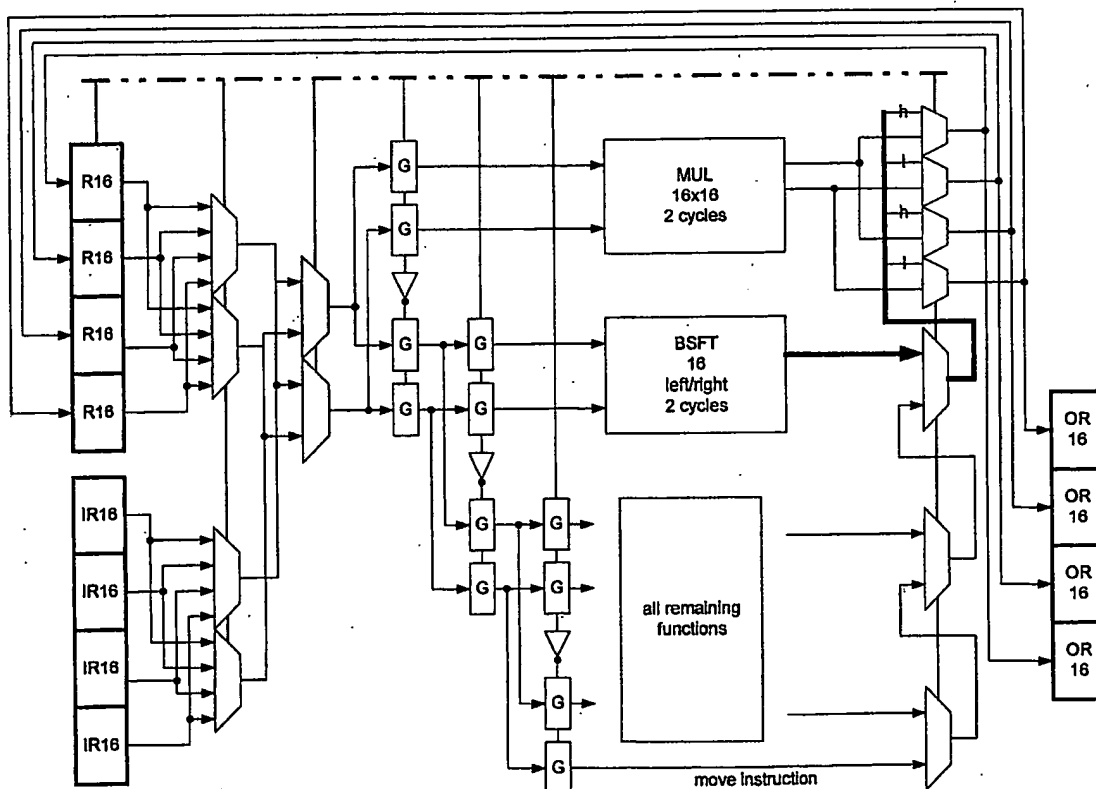 R16
R16
R16
R16
IR16
IR16
IR16
IR16
G
G
G
G
G
G
G
G
G
G
G
G
MUL
16x16
2 cycles
BSFT
16
left/right
2 cycles
all remaining
functions
move instruction
h
l
h
l
OR
16
OR
16
OR
16
OR
16